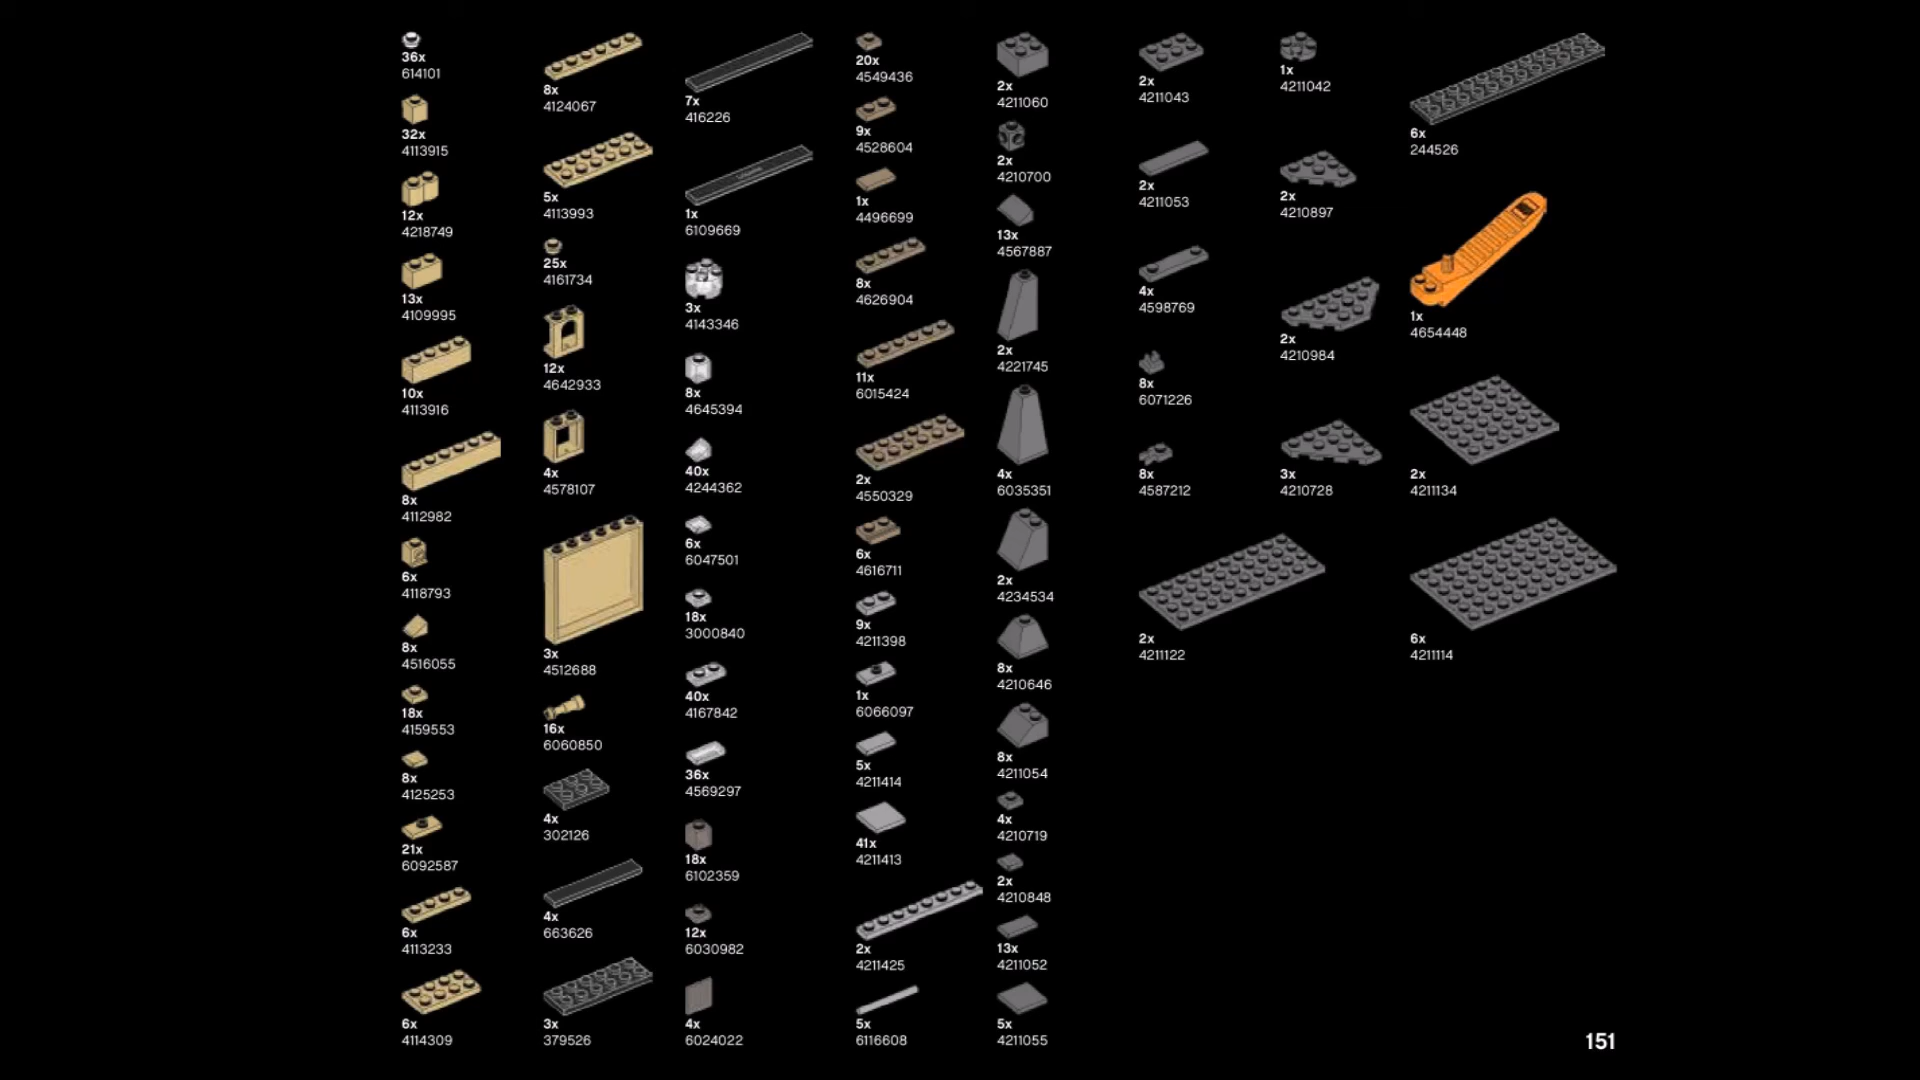 36x
614101
32x
4113915
12x
4218749
13x
4109995
10x
4113916
8x
4112982
6x
4118793
8x
4516055
18x
4159553
8x
4125253
21x
6092587
6x
4113233
6x
4114309
8x
4124067
5x
4113993
25x
4161734
12x
4642933
4x
4578107
3x
4512688
16x
6060850
4x
302126
4x
663626
3x
379526
7x
416226
1x
6109669
3x
4143346
8x
4645394
40x
4244362
6x
6047501
18x
3000840
40x
4167842
36x
4569297
18x
6102359
12x
6030982
4x
6024022
20x
4549436
9x
4528604
1x
4496699
8x
4626904
11x
6015424
2x
4550329
6x
4616711
9x
4211398
1x
6066097
5x
4211414
41x
4211413
2x
4211425
5x
6116608
2x
4211060
2x
4210700
13x
4567887
2x
4221745
4x
6035351
2x
4234534
8x
4210646
8x
4211054
4x
4210719
2x
4210848
13x
4211052
5x
4211055
2x
4211043
2x
4211053
4x
4598769
8x
6071226
8x
4587212
2x
4211122
1x
4211042
2x
4210897
2x
4210984
3x
4210728
6x
244526
1x
4654448
2x
4211134
6x
4211114
151